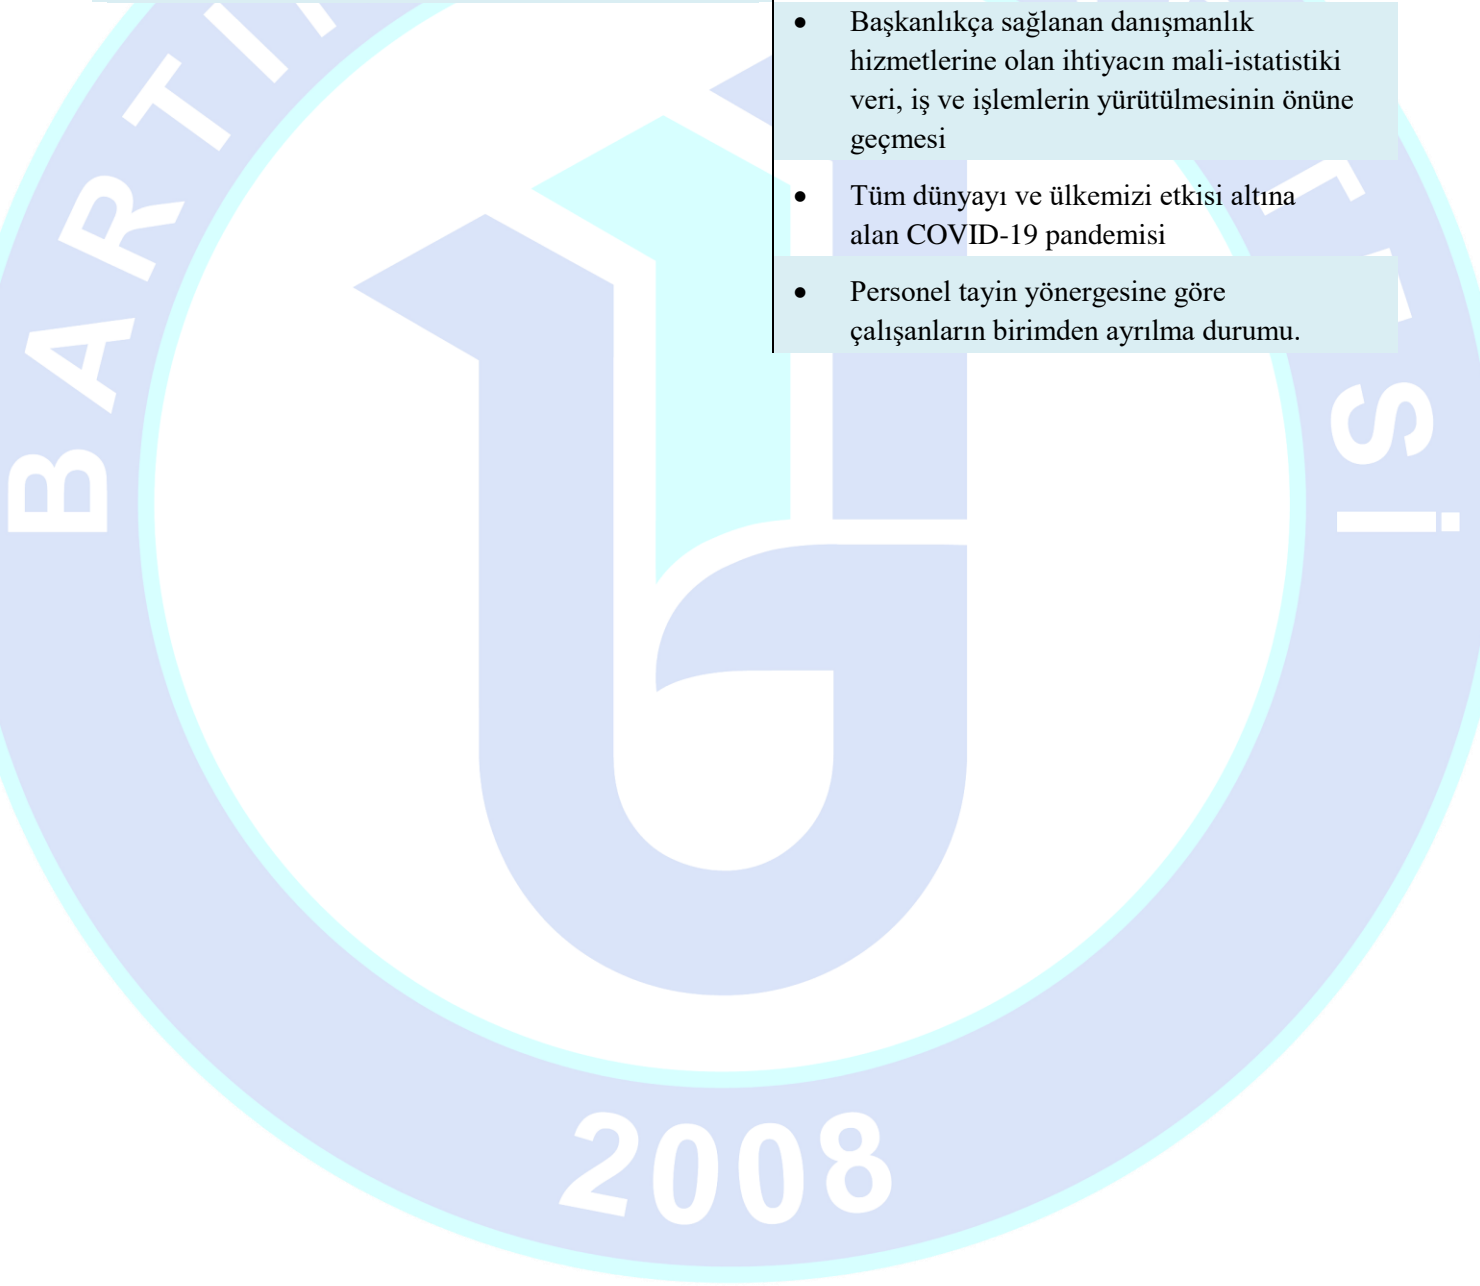 • Başkanlıkça sağlanan danışmanlık
hizmetlerine olan ihtiyacın mali-istatistiki
veri, iş ve işlemlerin yürütülmesinin önüne
geçmesi
• Tüm dünyayı ve ülkemizi etkisi altına
alan COVID-19 pandemisi
• Personel tayin yönergesine göre
çalışanların birimden ayrılma durumu.
2008